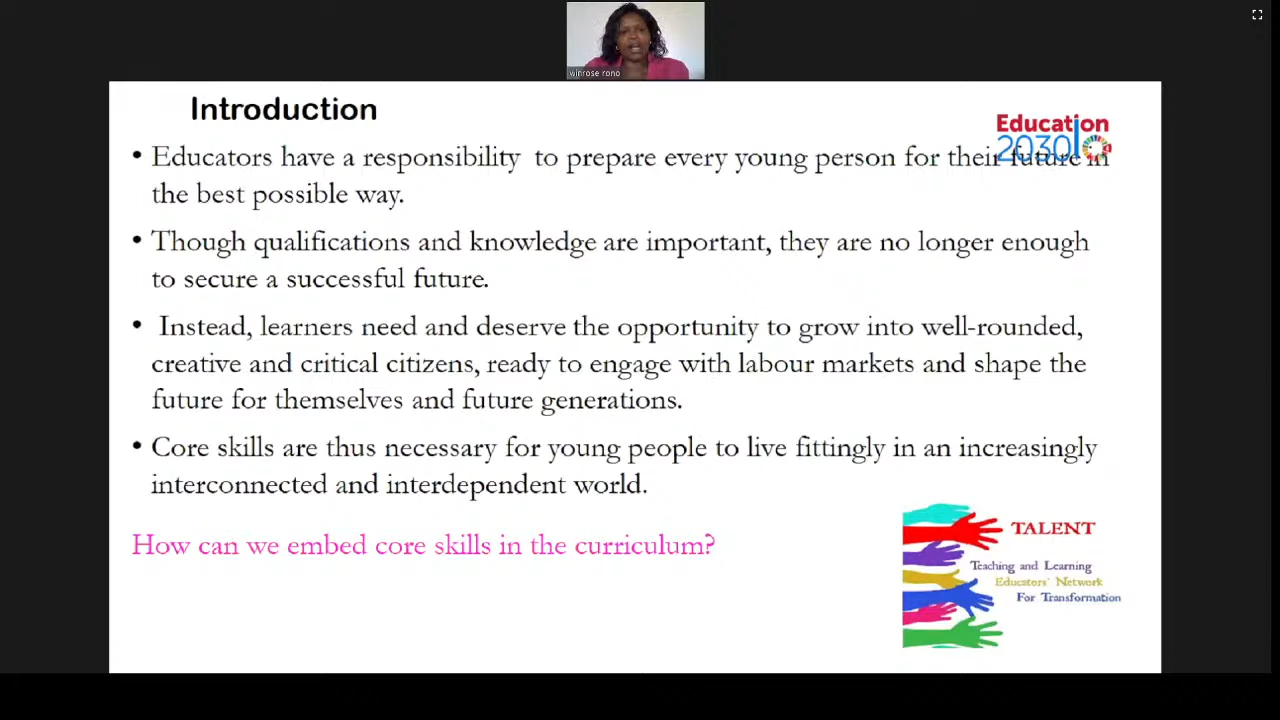 winrose rono
Introduction
Education
2030
• Educators have a responsibility to prepare every young person for their future in
the best possible way.
• Though qualifications and knowledge are important, they are no longer enough
to secure a successful future.
• Instead, learners need and deserve the opportunity to grow into well-rounded,
creative and critical citizens, ready to engage with labour markets and shape the
future for themselves and future generations.
• Core skills are thus necessary for young people to live fittingly in an increasingly
interconnected and interdependent world.
How can we embed core skills in the curriculum?
TALENT
Teaching and Learning
Educators' Network
For Transformation